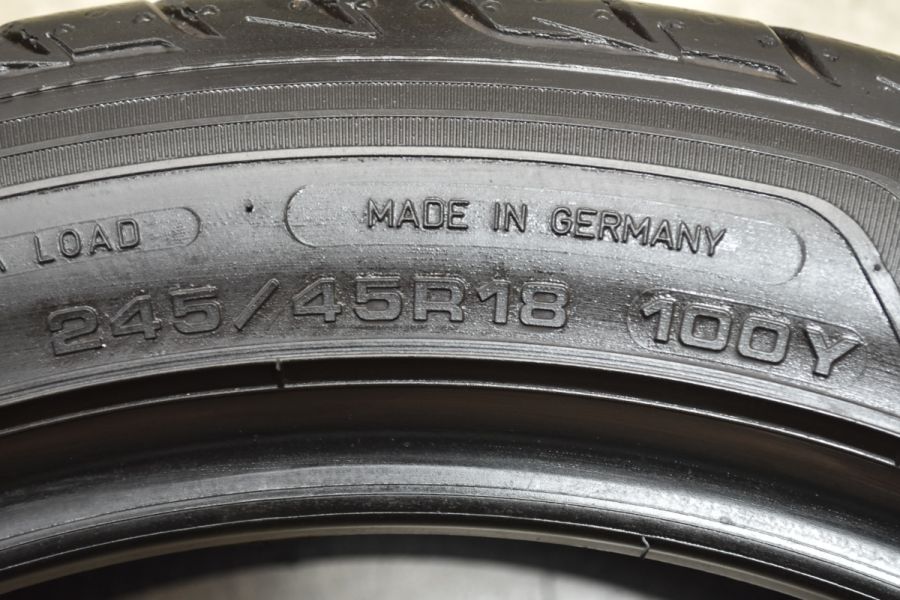 LOAD
MADE IN GERMANY
245/45R18 100Y